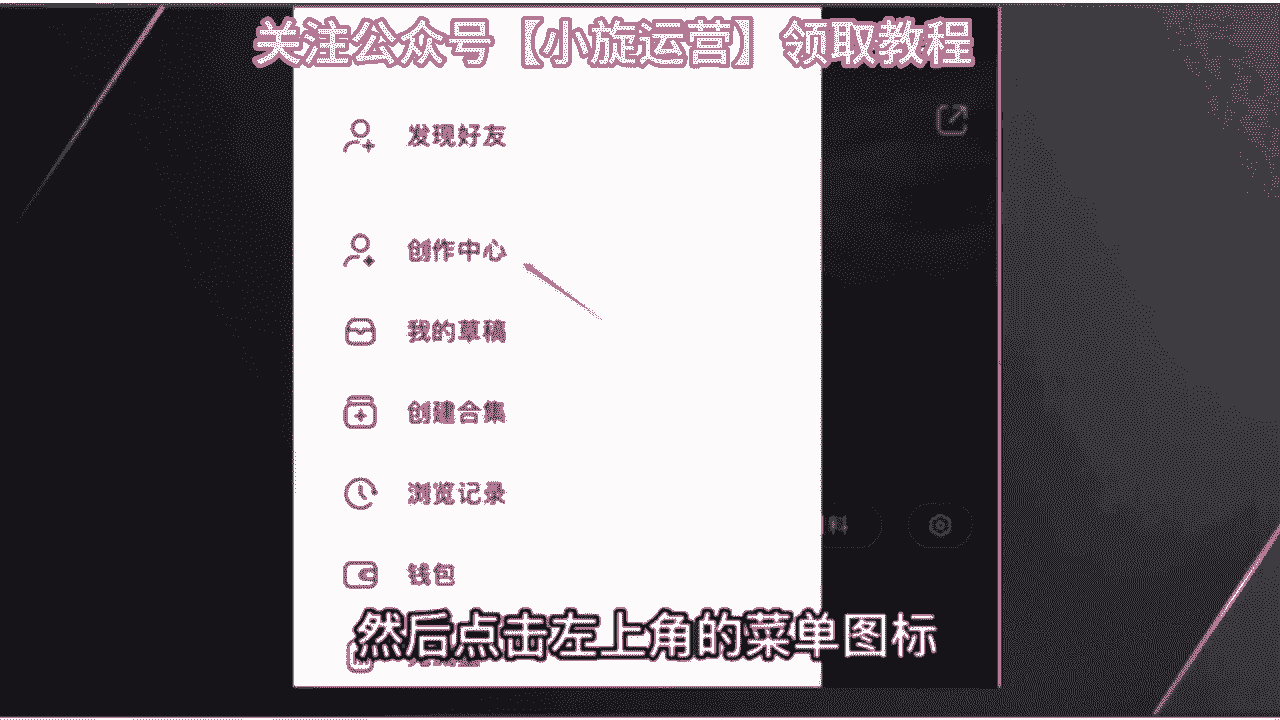 关注公众号【小旋运营】领取教程
发现好友
创作中心
我的草稿
创建合集
浏览记录
钱包
料
然后点击左上角的菜单图标